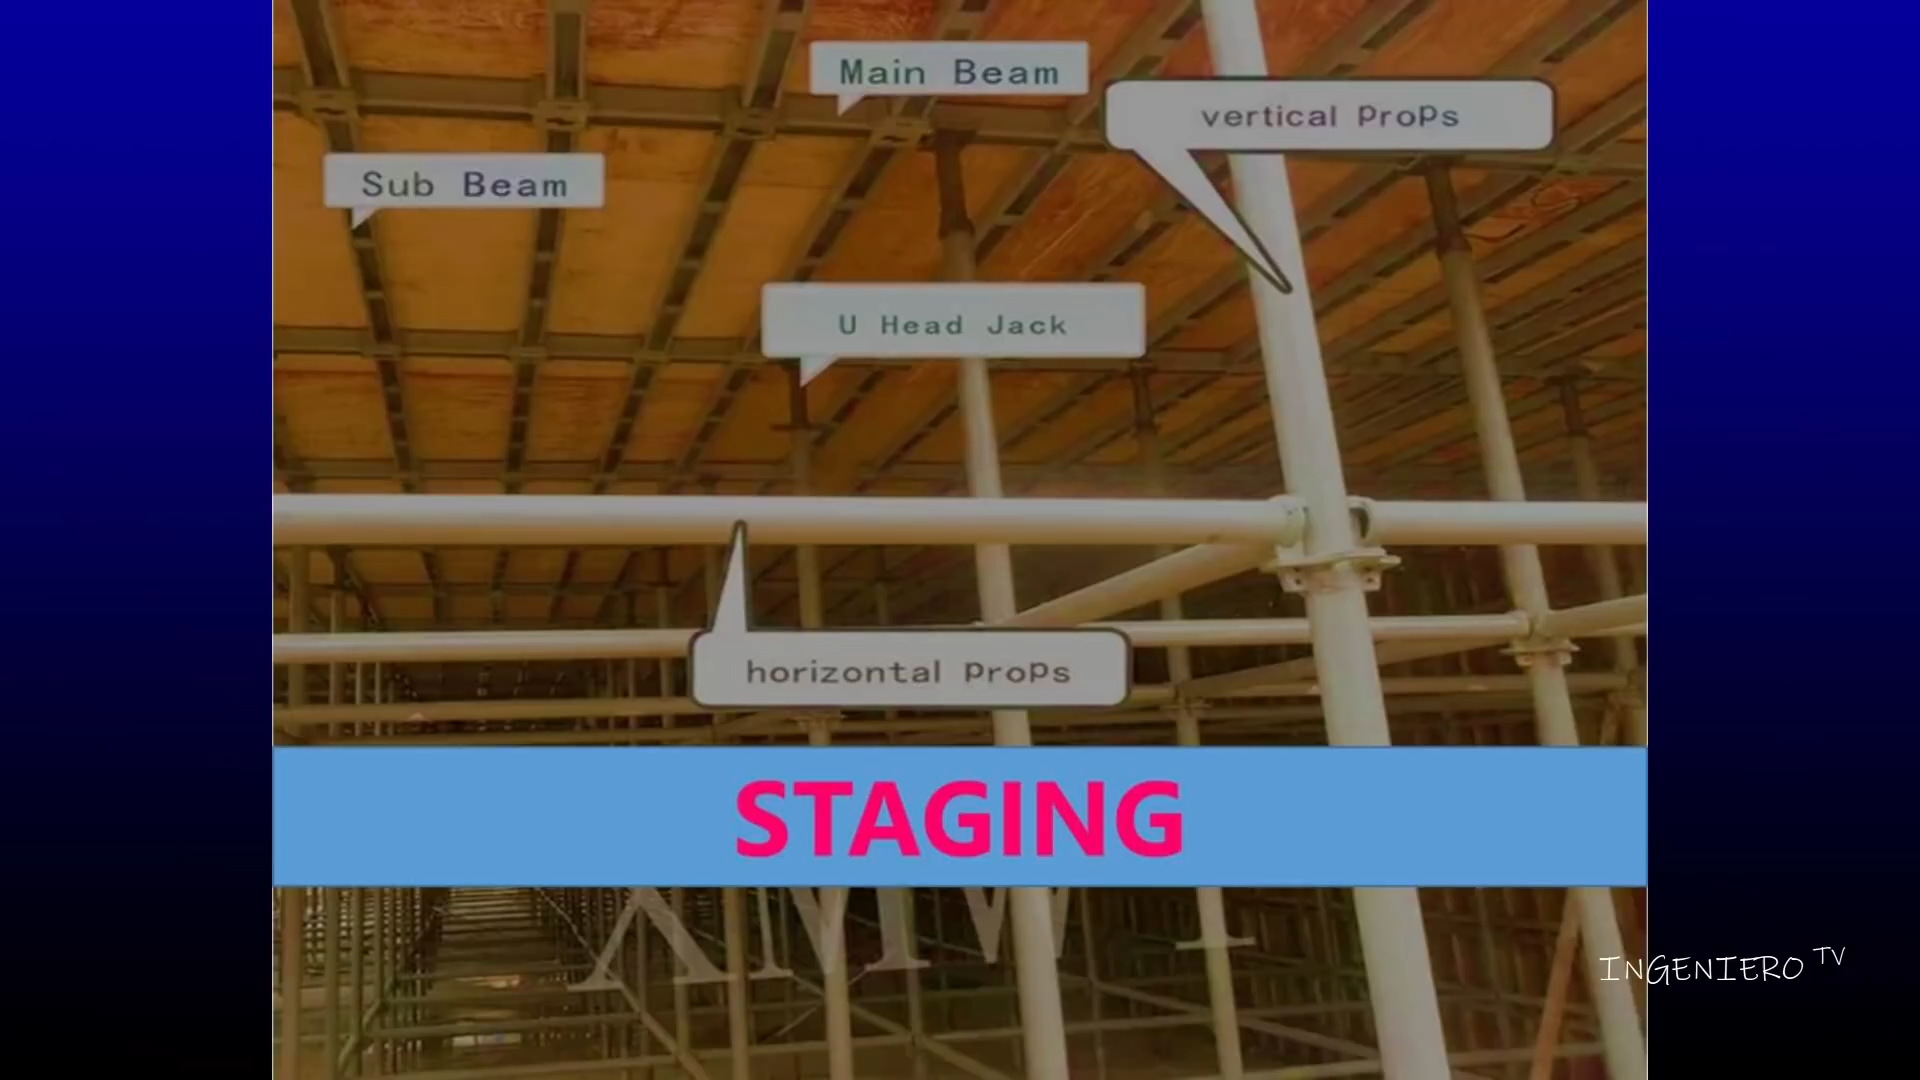 Main Beam
vertical Props
Sub Beam
U Head Jack
horizontal Props
STAGING
INGENIERO TV